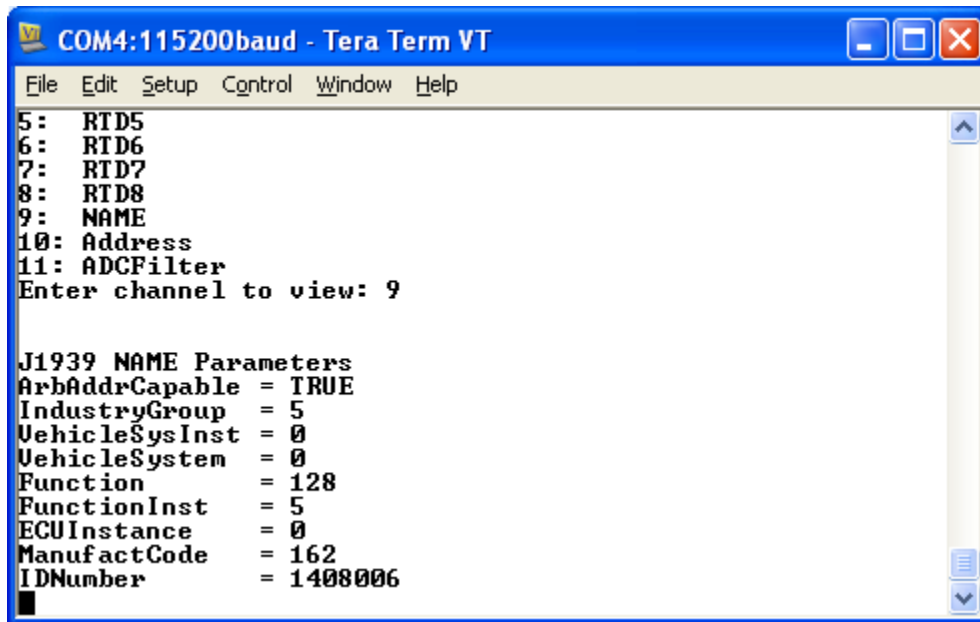 COM4:115200baud - Tera Term VT
File Edit Setup Control Window Help
5: RTD5
6: RTD6
7: RTD7
8: RTD8
9: NAME
10: Address
11: ADCFilter
Enter channel to view: 9
J1939 NAME Parameters
ArbAddrCapable = TRUE
IndustryGroup = 5
VehicleSysInst = 0
VehicleSystem = 0
Function = 128
FunctionInst = 5
ECUInstance = 0
ManufactCode = 162
IDNumber = 1408006